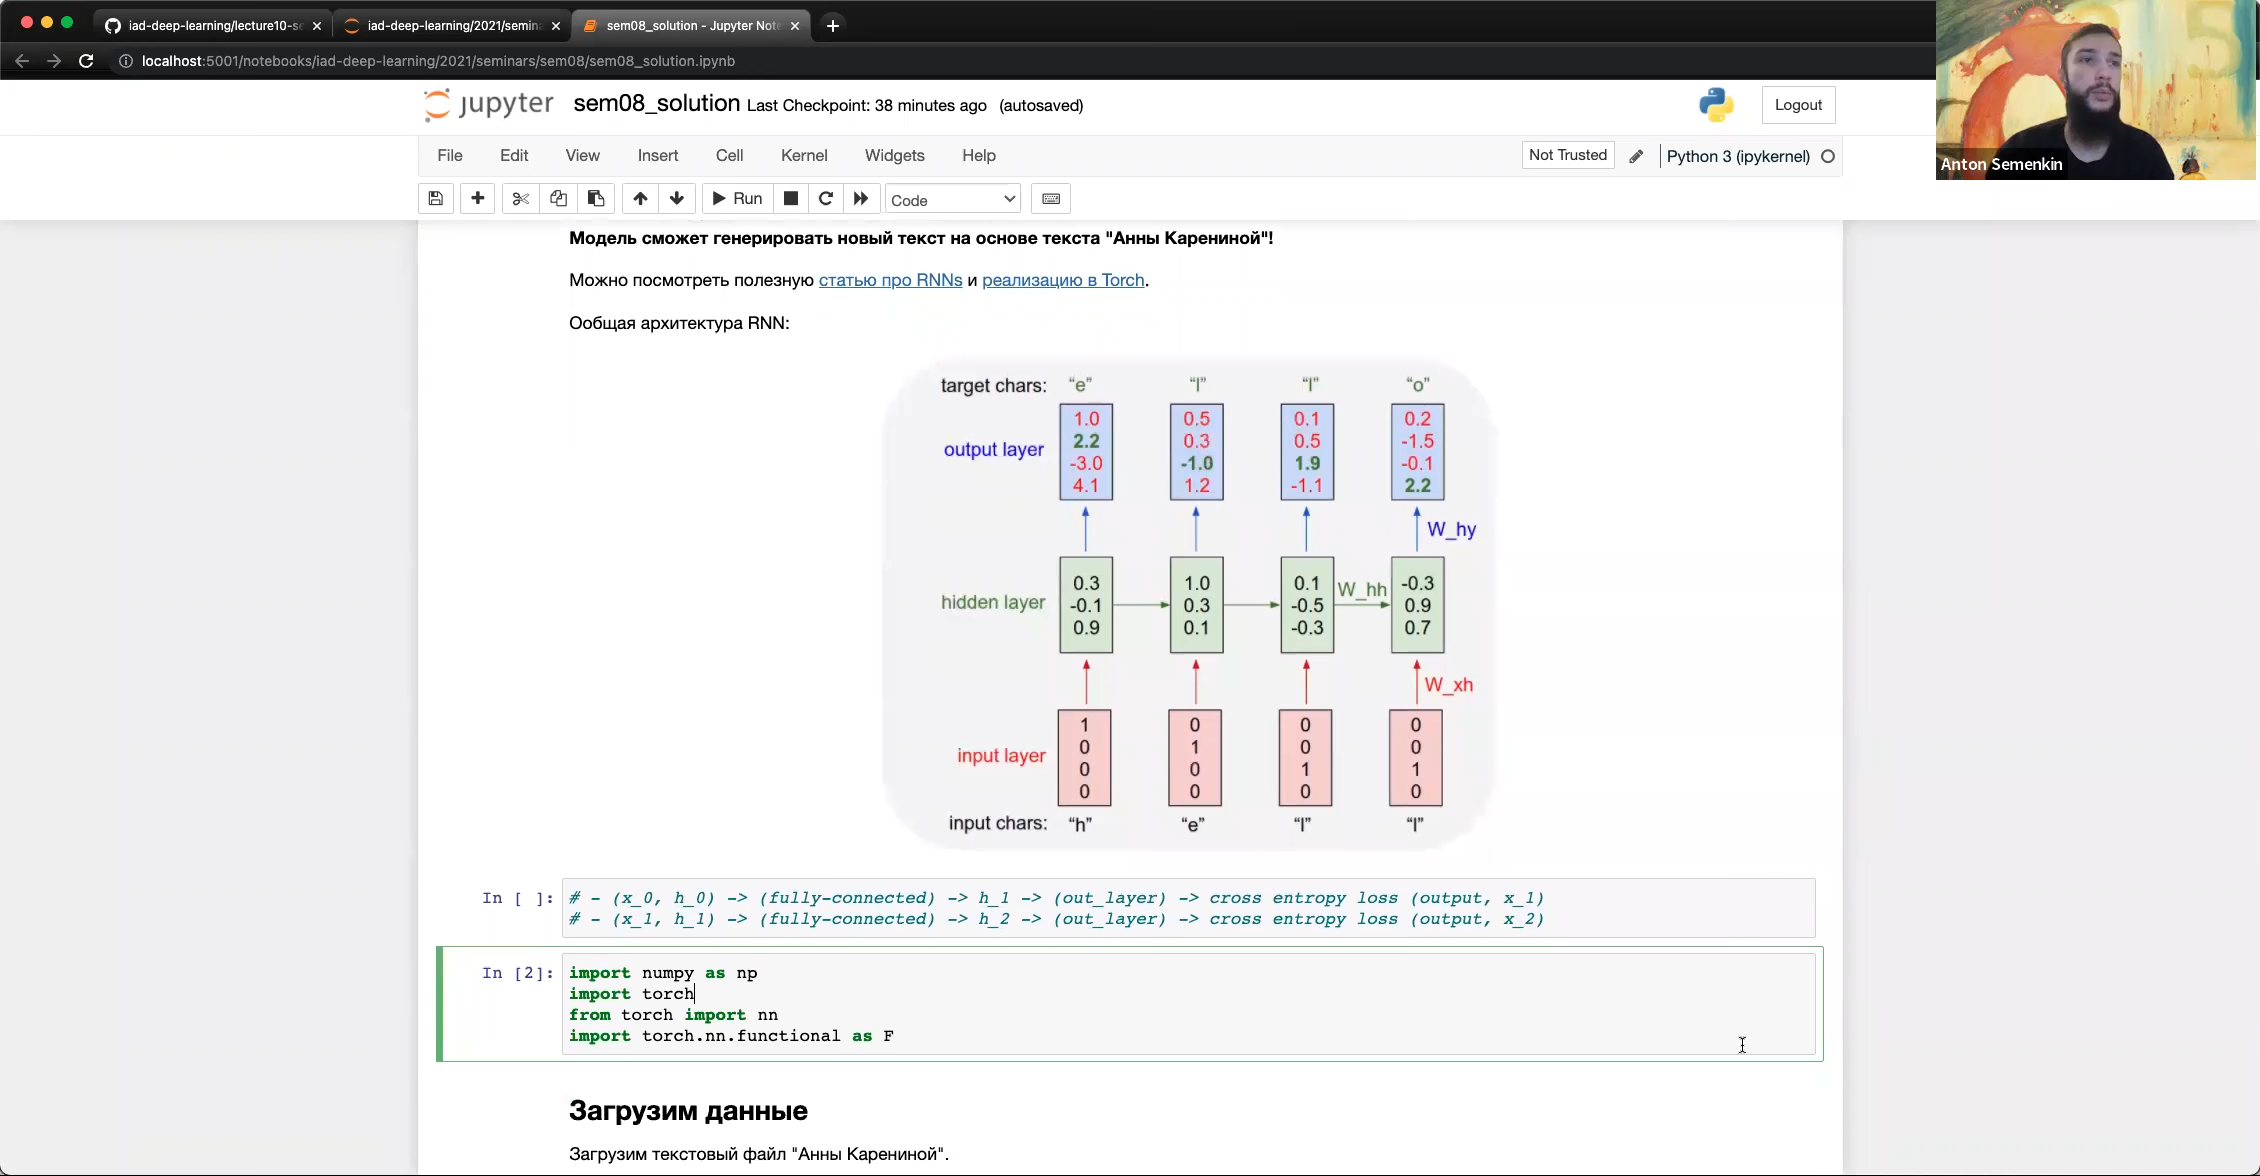 iad-deep-learning/lecture10-se
iad-deep-learning/2021/semina
sem08_solution - Jupyter Note
localhost:5001/notebooks/iad-deep-learning/2021/seminars/sem08/sem08_solution.ipynb
jupyter sem08_solution Last Checkpoint: 38 minutes ago (autosaved)
Logout
Anton Semenkin
File Edit View Insert Cell Kernel Widgets Help
Not Trusted Python 3 (ipykernel)
Run Code
Модель сможет генерировать новый текст на основе текста "Анны Карениной"!
Можно посмотреть полезную статью про RNNs и реализацию в Torch.
Ообщая архитектура RNN:
target chars: “e” “l” “l” “o”
1.0 0.5 0.1 0.2
output layer 2.2 0.3 0.5 -1.5
-3.0 -1.0 1.9 -0.1
4.1 1.2 -1.1 2.2
W_hy
0.3 1.0 0.1 W_hh -0.3
hidden layer -0.1 0.3 -0.5 0.9
0.9 0.1 -0.3 0.7
W_xh
1 0 0 0
input layer 0 1 0 0
0 0 1 1
0 0 0 0
input chars: “h” “e” “l” “l”
In [ ]: # - (x_0, h_0) -> (fully-connected) -> h_1 -> (out_layer) -> cross entropy loss (output, x_1)
# - (x_1, h_1) -> (fully-connected) -> h_2 -> (out_layer) -> cross entropy loss (output, x_2)
In [2]: import numpy as np
import torch
from torch import nn
import torch.nn.functional as F
Загрузим данные
Загрузим текстовый файл "Анны Карениной".